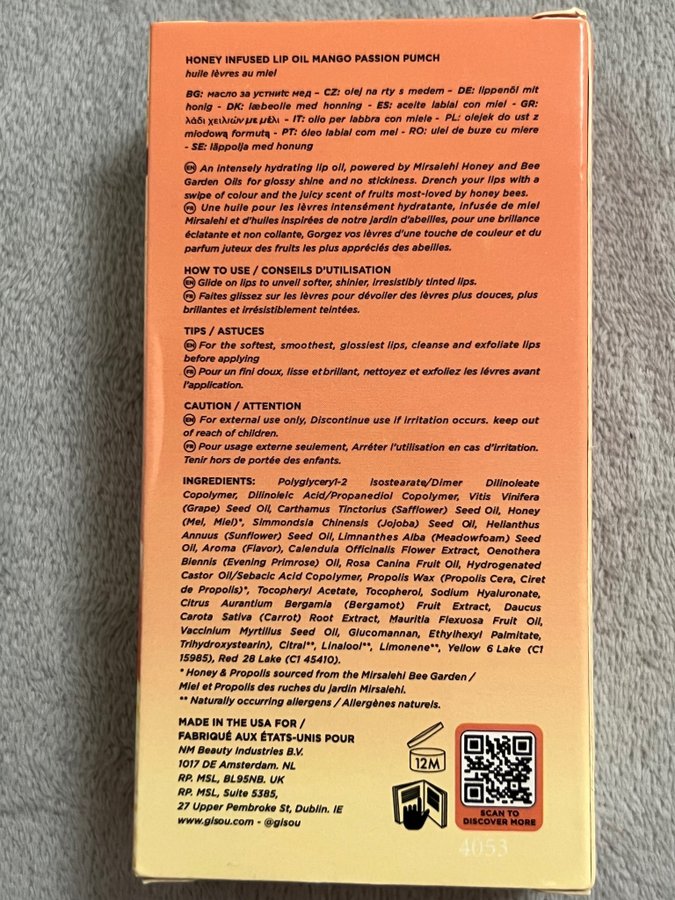 HONEY INFUSED LIP OIL MANGO PASSION PUMCH
huile lèvres au miel
BG: масло за устнитс мед – CZ: olej na rty s medem – DE: lippenöl mit
honig - DK: læbeolie med honning - ES: aceite labial con miel - GR:
λάδι χειλιών με μέλι - IT: olio per labbra con miele - PL: olejek do ust z
miodową formutą - PT: óleo labial com mel - RO: ulei de buze cu miere
- SE: läppolja med honung
EN An intensely hydrating lip oil, powered by Mirsalehi Honey and Bee
Garden Oils for glossy shine and no stickiness. Drench your lips with a
swipe of colour and the juicy scent of fruits most-loved by honey bees.
FR Une huile pour les lèvres intensément hydratante, infusée de miel
Mirsalehi et d'huiles inspirées de notre jardin d'abeilles, pour une brillance
éclatante et non collante, Gorgez vos lèvres d'une touche de couleur et du
parfum juteux des fruits les plus appréciés des abeilles.
HOW TO USE / CONSEILS D'UTILISATION
EN Glide on lips to unveil softer, shinier, irresistibly tinted lips.
FR Faites glissez sur les lèvres pour dévoiler des lèvres plus douces, plus
brillantes et irrésistiblement teintées.
TIPS / ASTUCES
EN For the softest, smoothest, glossiest lips, cleanse and exfoliate lips
before applying
FR Pour un fini doux, lisse et brillant, nettoyez et exfoliez les lévres avant
l'application.
CAUTION / ATTENTION
EN For external use only, Discontinue use if irritation occurs. keep out
of reach of children.
FR Pour usage externe seulement, Arrêter l'utilisation en cas d'irritation.
Tenir hors de portée des enfants.
INGREDIENTS: Polyglyceryl-2 Isostearate/Dimer Dilinoleate
Copolymer, Dilinoleic Acid/Propanediol Copolymer, Vitis Vinifera
(Grape) Seed Oil, Carthamus Tinctorius (Safflower) Seed Oil, Honey
(Mel, Miel)*, Simmondsia Chinensis (Jojoba) Seed Oil, Helianthus
Annuus (Sunflower) Seed Oil, Limnanthes Alba (Meadowfoam) Seed
Oil, Aroma (Flavor), Calendula Officinalis Flower Extract, Oenothera
Biennis (Evening Primrose) Oil, Rosa Canina Fruit Oil, Hydrogenated
Castor Oil/Sebacic Acid Copolymer, Propolis Wax (Propolis Cera, Ciret
de Propolis)*, Tocopheryl Acetate, Tocopherol, Sodium Hyaluronate,
Citrus Aurantium Bergamia (Bergamot) Fruit Extract, Daucus
Carota Sativa (Carrot) Root Extract, Mauritia Flexuosa Fruit Oil,
Vaccinium Myrtillus Seed Oil, Glucomannan, Ethylhexyl Palmitate,
Trihydroxystearin), Citral**, Linalool**, Limonene**, Yellow 6 Lake (C1
15985), Red 28 Lake (C1 45410).
* Honey & Propolis sourced from the Mirsalehi Bee Garden /
Miel et Propolis des ruches du jardin Mirsalehi.
** Naturally occurring allergens / Allergènes naturels.
MADE IN THE USA FOR /
FABRIQUÉ AUX ÉTATS-UNIS POUR
NM Beauty Industries B.V.
1017 DE Amsterdam. NL
RP. MSL, BL95NB. UK
RP. MSL, Suite 5385,
27 Upper Pembroke St, Dublin. IE
www.gisou.com - @gisou
12M
SCAN TO
DISCOVER MORE
4053